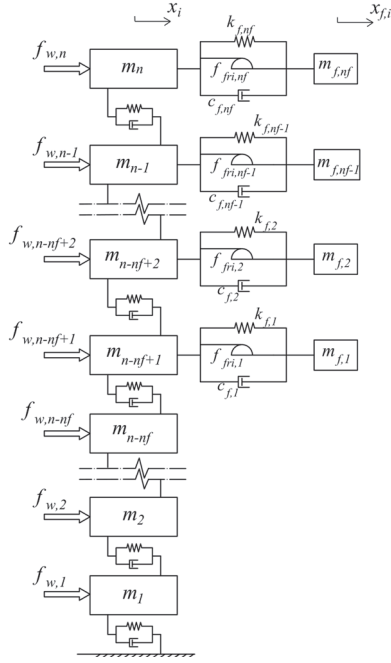 x_i x_{f,i}
k_{f,nf}
f_{w,n} m_n f_{fri,nf} m_{f,nf}
c_{f,nf}
k_{f,nf-1}
f_{w,n-1} m_{n-1} f_{fri,nf-1} m_{f,nf-1}
c_{f,nf-1}
k_{f,2}
f_{w,n-nf+2} m_{n-nf+2} f_{fri,2} m_{f,2}
c_{f,2}
k_{f,1}
f_{w,n-nf+1} m_{n-nf+1} f_{fri,1} m_{f,1}
c_{f,1}
f_{w,n-nf} m_{n-nf}
f_{w,2} m_2
f_{w,1} m_1